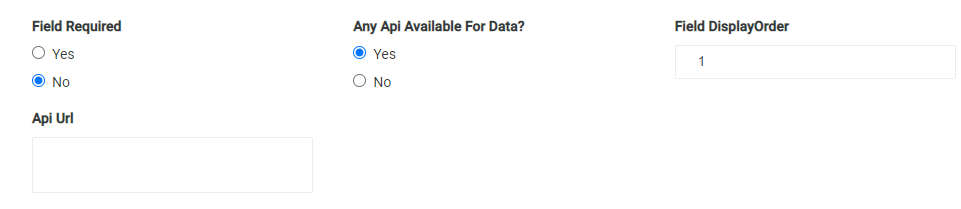 Field Required
Yes
No
Any Api Available For Data?
Yes
No
Field DisplayOrder
1
Api Url